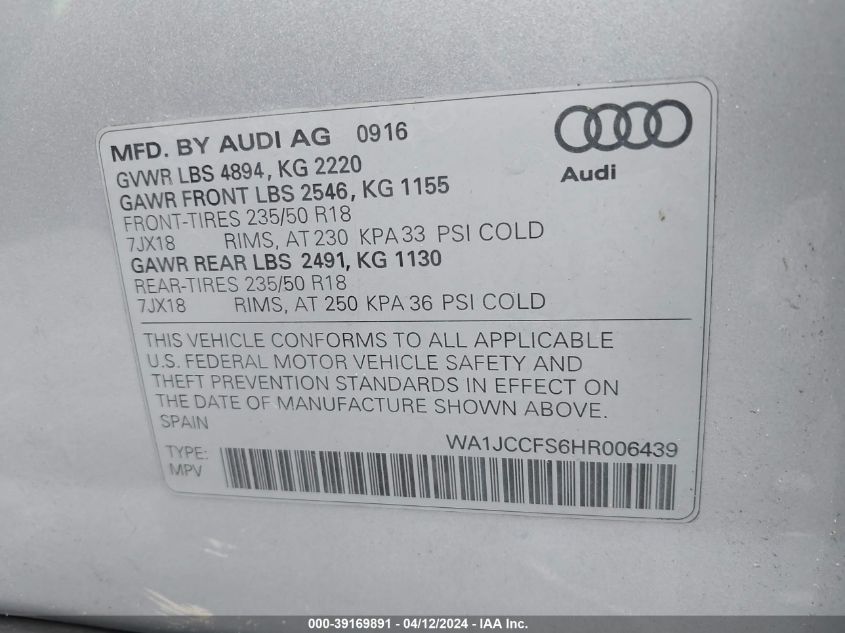 MFD. BY AUDI AG 0916
GVWR LBS 4894, KG 2220
GAWR FRONT LBS 2546, KG 1155
FRONT-TIRES 235/50 R18
7JX18 RIMS, AT 230 KPA 33 PSI COLD
GAWR REAR LBS 2491, KG 1130
REAR-TIRES 235/50 R18
7JX18 RIMS, AT 250 KPA 36 PSI COLD
Audi
THIS VEHICLE CONFORMS TO ALL APPLICABLE
U.S. FEDERAL MOTOR VEHICLE SAFETY AND
THEFT PREVENTION STANDARDS IN EFFECT ON
THE DATE OF MANUFACTURE SHOWN ABOVE.
SPAIN
WA1JCCFS6HR006439
TYPE:
MPV
000-39169891 - 04/12/2024 - IAA Inc.